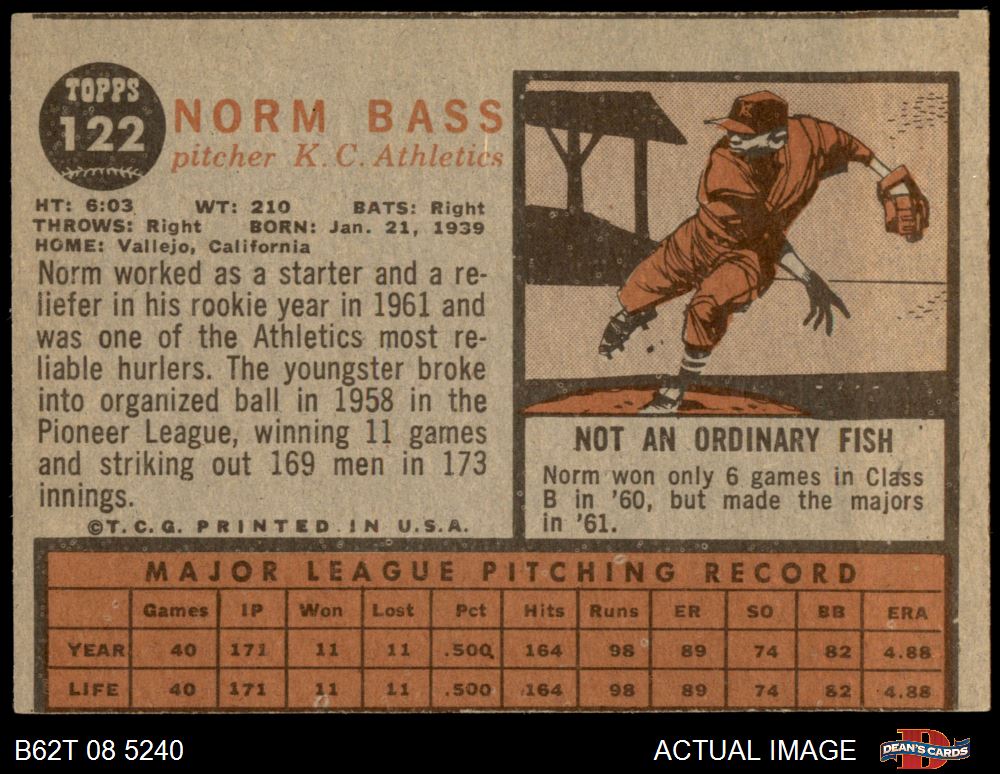 TOPPS
122
NORM BASS
pitcher K. C. Athletics
HT: 6:03 WT: 210 BATS: Right
THROWS: Right BORN: Jan. 21, 1939
HOME: Vallejo, California
Norm worked as a starter and a re-
liefer in his rookie year in 1961 and
was one of the Athletics most re-
liable hurlers. The youngster broke
into organized ball in 1958 in the
Pioneer League, winning 11 games
and striking out 169 men in 173
innings.
©T. C. G. PRINTED IN U.S.A.
K
NOT AN ORDINARY FISH
Norm won only 6 games in Class
B in '60, but made the majors
in '61.
MAJOR LEAGUE PITCHING RECORD
Games IP Won Lost Pct Hits Runs ER SO BB ERA
YEAR 40 171 11 11 .500 164 98 89 74 82 4.88
LIFE 40 171 11 11 .500 164 98 89 74 82 4.88
B62T 08 5240 ACTUAL IMAGE DEAN'S CARDS